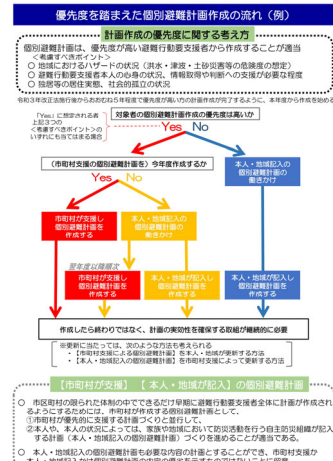 優先度を踏まえた個別避難計画作成の流れ（例）
計画作成の優先度に関する考え方
個別避難計画は、優先度が高い避難行動要支援者から作成することが適当
＜考慮すべきポイント＞
○ 地域におけるハザードの状況（洪水・津波・土砂災害等の危険度の想定）
○ 避難行動要支援者本人の心身の状況、情報取得や判断への支援が必要な程度
○ 独居等の居住実態、社会的孤立の状況
令和３年改正法施行後からおおむね５年程度で優先度が高い方の計画作成が完了するように、本年度から作成を始める
「Yes」に想定される者
上記３つの
＜考慮すべきポイント＞の
いずれにも当てはまる場合
対象者の個別避難計画作成の優先度は高いか
Yes No
（市町村支援の個別避難計画を）今年度作成するか
本人・地域記入の
働きかけ
Yes No
市町村が支援し
個別避難計画を
作成する
本人・地域記入の
個別避難計画の
働きかけ
翌年度以降順次
市町村が支援し
個別避難計画を
作成する
本人・地域が記入し
個別避難計画を
作成する
本人・地域が記入し
個別避難計画を
作成する
作成したら終わりではなく、計画の実効性を確保する取組が継続的に必要
※更新に当たっては、次のような方法も考えられる
・【市町村支援による個別避難計画】を本人・地域が更新する方法
・【本人・地域記入の個別避難計画】を市町村支援によって更新する方法
【市町村が支援】【本人・地域が記入】の個別避難計画
○ 市区町村の限られた体制の中でできるだけ早期に避難行動要支援者全体に計画が作成され
るようにするためには、市町村が作成する個別避難計画として、
①市町村が優先的に支援する計画づくりと並行して、
②本人や、本人の状況によっては、家族や地域において防災活動を行う自主防災組織が記入
する計画（本人・地域記入の個別避難計画）づくりを進めることが適当である。
○ 本人・地域記入の計画についても必要な内容の計画とすることができ、市町村支援か